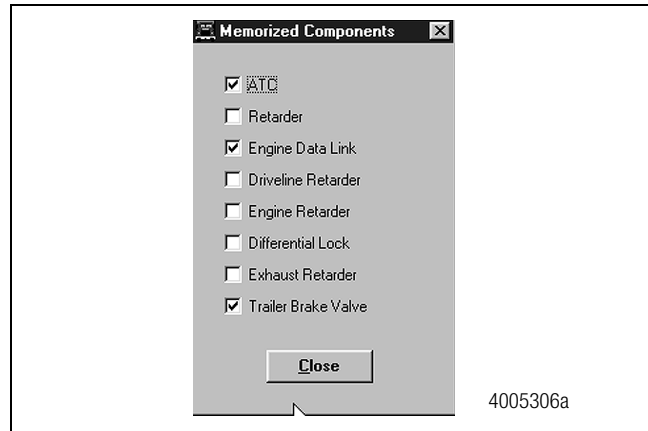 Memorized Components
ATC
Retarder
Engine Data Link
Driveline Retarder
Engine Retarder
Differential Lock
Exhaust Retarder
Trailer Brake Valve
Close
4005306a